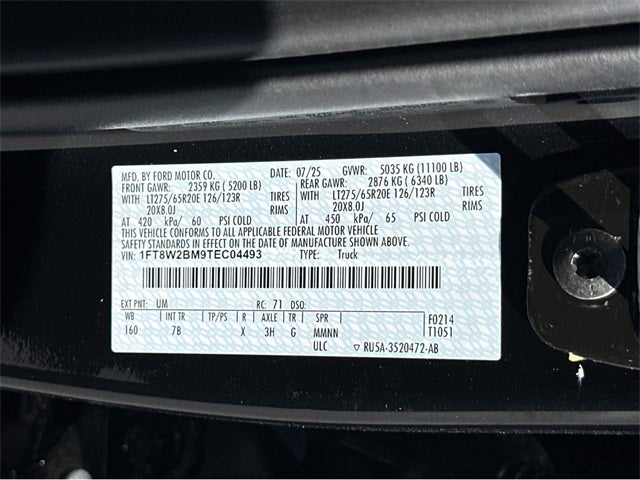 MFD. BY FORD MOTOR CO. DATE: 07/25 GVWR: 5035 KG (11100 LB)
FRONT GAWR: 2359 KG ( 5200 LB) REAR GAWR: 2876 KG ( 6340 LB)
WITH LT275/65R20E 126/123R TIRES WITH LT275/65R20E 126/123R TIRES
20X8.0J RIMS 20X8.0J RIMS
AT 420 kPa/ 60 PSI COLD AT 450 kPa/ 65 PSI COLD
THIS VEHICLE CONFORMS TO ALL APPLICABLE FEDERAL MOTOR VEHICLE
SAFETY STANDARDS IN EFFECT ON THE DATE OF MANUFACTURE SHOWN ABOVE.
VIN: 1FT8W2BM9TEC04493 TYPE: Truck
EXT PNT: UM RC: 71 DSO:
WB INT TR TP/PS R AXLE TR SPR F0214
160 7B X 3H G MMNN T1051
ULC ▽ RU5A-3520472-AB